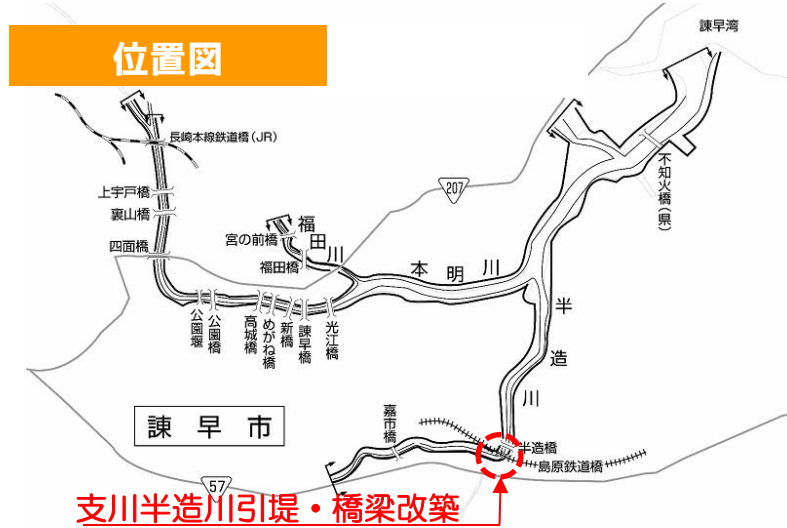 位置図
諫早湾
長崎本線鉄道橋(JR)
不知火橋(県)
207
上宇戸橋
裏山橋
福田川
宮の前橋
四面橋
福田橋
本明川
公園堰
公園橋
高城橋
めがね橋
新橋
諫早橋
光江橋
半造川
嘉市橋
諫早市
半造橋
島原鉄道橋
57
支川半造川引堤・橋梁改築